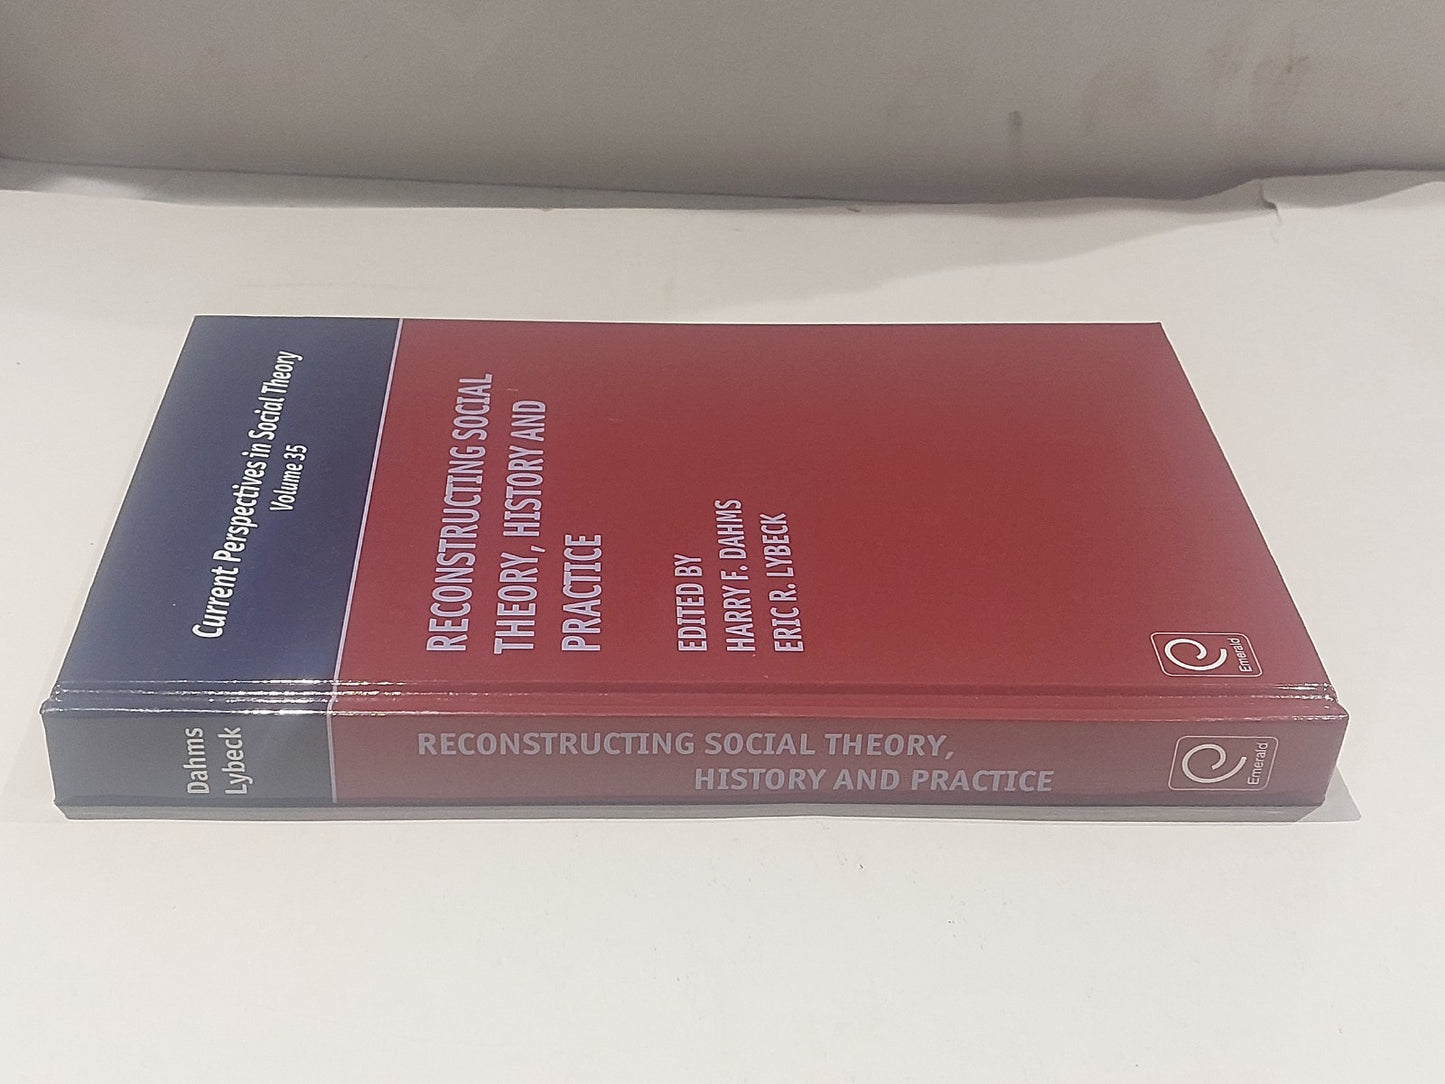 Current Perspectives in Social Theory
Volume 35
RECONSTRUCTING SOCIAL
THEORY, HISTORY AND
PRACTICE
EDITED BY
HARRY F. DAHMS
ERIC R. LYBECK
Emerald
Dahms
Lybeck
RECONSTRUCTING SOCIAL THEORY,
HISTORY AND PRACTICE
Emerald